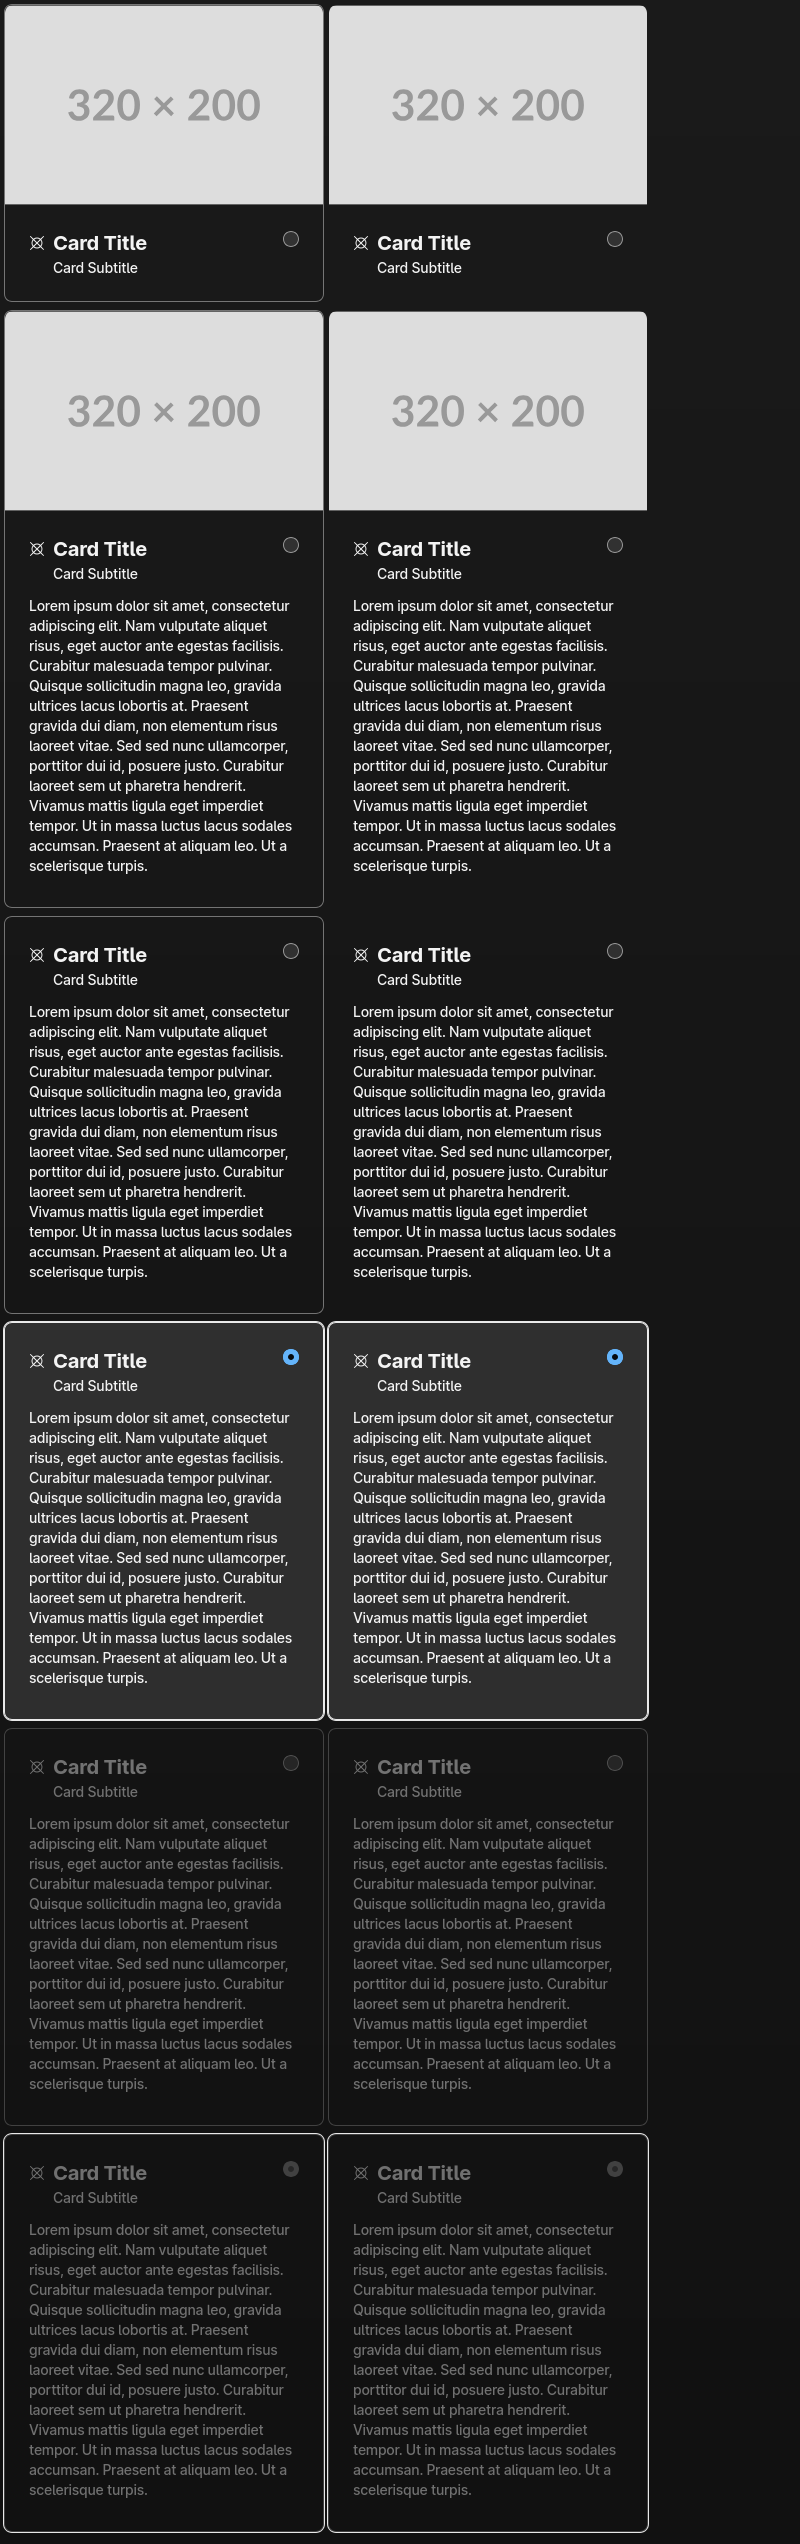 320 × 200
320 × 200
Card Title
Card Subtitle
Card Title
Card Subtitle
320 × 200
320 × 200
Card Title
Card Subtitle
Lorem ipsum dolor sit amet, consectetur
adipiscing elit. Nam vulputate aliquet
risus, eget auctor ante egestas facilisis.
Curabitur malesuada tempor pulvinar.
Quisque sollicitudin magna leo, gravida
ultrices lacus lobortis at. Praesent
gravida dui diam, non elementum risus
laoreet vitae. Sed sed nunc ullamcorper,
porttitor dui id, posuere justo. Curabitur
laoreet sem ut pharetra hendrerit.
Vivamus mattis ligula eget imperdiet
tempor. Ut in massa luctus lacus sodales
accumsan. Praesent at aliquam leo. Ut a
scelerisque turpis.
Card Title
Card Subtitle
Lorem ipsum dolor sit amet, consectetur
adipiscing elit. Nam vulputate aliquet
risus, eget auctor ante egestas facilisis.
Curabitur malesuada tempor pulvinar.
Quisque sollicitudin magna leo, gravida
ultrices lacus lobortis at. Praesent
gravida dui diam, non elementum risus
laoreet vitae. Sed sed nunc ullamcorper,
porttitor dui id, posuere justo. Curabitur
laoreet sem ut pharetra hendrerit.
Vivamus mattis ligula eget imperdiet
tempor. Ut in massa luctus lacus sodales
accumsan. Praesent at aliquam leo. Ut a
scelerisque turpis.
Card Title
Card Subtitle
Lorem ipsum dolor sit amet, consectetur
adipiscing elit. Nam vulputate aliquet
risus, eget auctor ante egestas facilisis.
Curabitur malesuada tempor pulvinar.
Quisque sollicitudin magna leo, gravida
ultrices lacus lobortis at. Praesent
gravida dui diam, non elementum risus
laoreet vitae. Sed sed nunc ullamcorper,
porttitor dui id, posuere justo. Curabitur
laoreet sem ut pharetra hendrerit.
Vivamus mattis ligula eget imperdiet
tempor. Ut in massa luctus lacus sodales
accumsan. Praesent at aliquam leo. Ut a
scelerisque turpis.
Card Title
Card Subtitle
Lorem ipsum dolor sit amet, consectetur
adipiscing elit. Nam vulputate aliquet
risus, eget auctor ante egestas facilisis.
Curabitur malesuada tempor pulvinar.
Quisque sollicitudin magna leo, gravida
ultrices lacus lobortis at. Praesent
gravida dui diam, non elementum risus
laoreet vitae. Sed sed nunc ullamcorper,
porttitor dui id, posuere justo. Curabitur
laoreet sem ut pharetra hendrerit.
Vivamus mattis ligula eget imperdiet
tempor. Ut in massa luctus lacus sodales
accumsan. Praesent at aliquam leo. Ut a
scelerisque turpis.
Card Title
Card Subtitle
Lorem ipsum dolor sit amet, consectetur
adipiscing elit. Nam vulputate aliquet
risus, eget auctor ante egestas facilisis.
Curabitur malesuada tempor pulvinar.
Quisque sollicitudin magna leo, gravida
ultrices lacus lobortis at. Praesent
gravida dui diam, non elementum risus
laoreet vitae. Sed sed nunc ullamcorper,
porttitor dui id, posuere justo. Curabitur
laoreet sem ut pharetra hendrerit.
Vivamus mattis ligula eget imperdiet
tempor. Ut in massa luctus lacus sodales
accumsan. Praesent at aliquam leo. Ut a
scelerisque turpis.
Card Title
Card Subtitle
Lorem ipsum dolor sit amet, consectetur
adipiscing elit. Nam vulputate aliquet
risus, eget auctor ante egestas facilisis.
Curabitur malesuada tempor pulvinar.
Quisque sollicitudin magna leo, gravida
ultrices lacus lobortis at. Praesent
gravida dui diam, non elementum risus
laoreet vitae. Sed sed nunc ullamcorper,
porttitor dui id, posuere justo. Curabitur
laoreet sem ut pharetra hendrerit.
Vivamus mattis ligula eget imperdiet
tempor. Ut in massa luctus lacus sodales
accumsan. Praesent at aliquam leo. Ut a
scelerisque turpis.
Card Title
Card Subtitle
Lorem ipsum dolor sit amet, consectetur
adipiscing elit. Nam vulputate aliquet
risus, eget auctor ante egestas facilisis.
Curabitur malesuada tempor pulvinar.
Quisque sollicitudin magna leo, gravida
ultrices lacus lobortis at. Praesent
gravida dui diam, non elementum risus
laoreet vitae. Sed sed nunc ullamcorper,
porttitor dui id, posuere justo. Curabitur
laoreet sem ut pharetra hendrerit.
Vivamus mattis ligula eget imperdiet
tempor. Ut in massa luctus lacus sodales
accumsan. Praesent at aliquam leo. Ut a
scelerisque turpis.
Card Title
Card Subtitle
Lorem ipsum dolor sit amet, consectetur
adipiscing elit. Nam vulputate aliquet
risus, eget auctor ante egestas facilisis.
Curabitur malesuada tempor pulvinar.
Quisque sollicitudin magna leo, gravida
ultrices lacus lobortis at. Praesent
gravida dui diam, non elementum risus
laoreet vitae. Sed sed nunc ullamcorper,
porttitor dui id, posuere justo. Curabitur
laoreet sem ut pharetra hendrerit.
Vivamus mattis ligula eget imperdiet
tempor. Ut in massa luctus lacus sodales
accumsan. Praesent at aliquam leo. Ut a
scelerisque turpis.
Card Title
Card Subtitle
Lorem ipsum dolor sit amet, consectetur
adipiscing elit. Nam vulputate aliquet
risus, eget auctor ante egestas facilisis.
Curabitur malesuada tempor pulvinar.
Quisque sollicitudin magna leo, gravida
ultrices lacus lobortis at. Praesent
gravida dui diam, non elementum risus
laoreet vitae. Sed sed nunc ullamcorper,
porttitor dui id, posuere justo. Curabitur
laoreet sem ut pharetra hendrerit.
Vivamus mattis ligula eget imperdiet
tempor. Ut in massa luctus lacus sodales
accumsan. Praesent at aliquam leo. Ut a
scelerisque turpis.
Card Title
Card Subtitle
Lorem ipsum dolor sit amet, consectetur
adipiscing elit. Nam vulputate aliquet
risus, eget auctor ante egestas facilisis.
Curabitur malesuada tempor pulvinar.
Quisque sollicitudin magna leo, gravida
ultrices lacus lobortis at. Praesent
gravida dui diam, non elementum risus
laoreet vitae. Sed sed nunc ullamcorper,
porttitor dui id, posuere justo. Curabitur
laoreet sem ut pharetra hendrerit.
Vivamus mattis ligula eget imperdiet
tempor. Ut in massa luctus lacus sodales
accumsan. Praesent at aliquam leo. Ut a
scelerisque turpis.